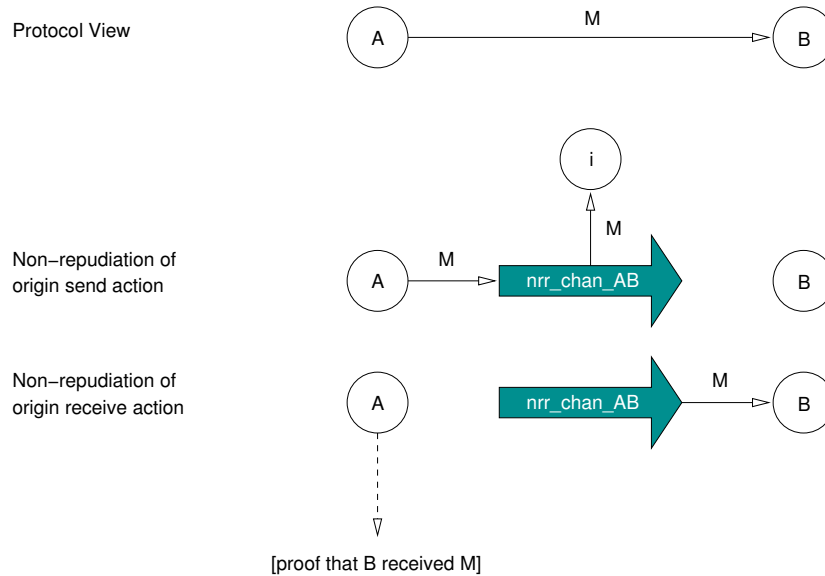 Protocol View
A
M
B
i
M
Non−repudiation of
origin send action
A
M
nrr_chan_AB
B
Non−repudiation of
origin receive action
A
nrr_chan_AB
M
B
[proof that B received M]